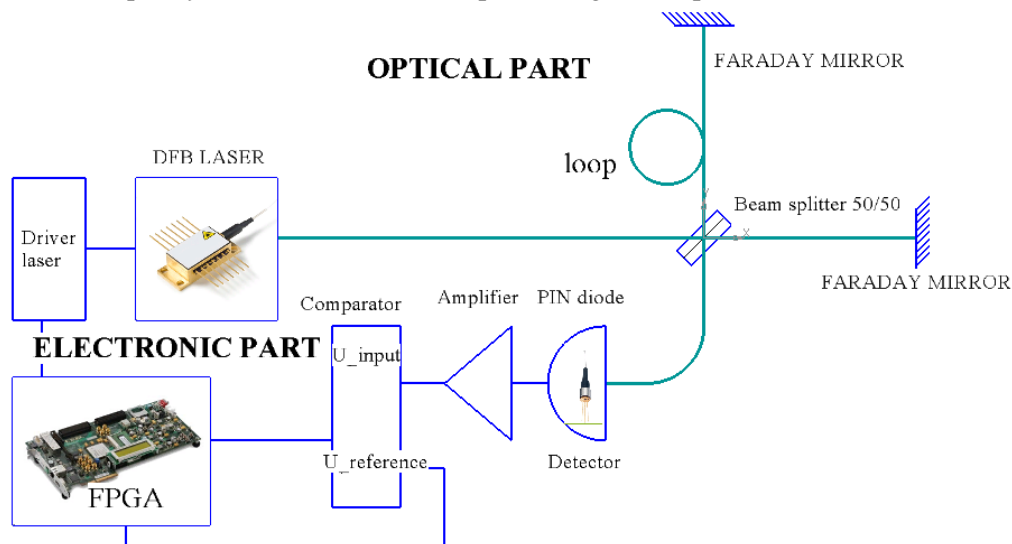 OPTICAL PART
FARADAY MIRROR
DFB LASER
loop
Beam splitter 50/50
Y
X
Driver
laser
FARADAY MIRROR
Comparator
Amplifier
PIN diode
ELECTRONIC PART
U_input
U_reference
Detector
FPGA